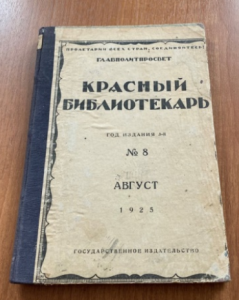 ПРОЛЕТАРИИ ВСЕХ СТРАН, СОЕДИНЯЙТЕСЬ!
ГЛАВПОЛИТПРОСВЕТ
КРАСНЫЙ
БИБЛИОТЕКАРЬ
ГОД ИЗДАНИЯ
№ 8
АВГУСТ
1925
ГОСУДАРСТВЕННОЕ ИЗДАТЕЛЬСТВО